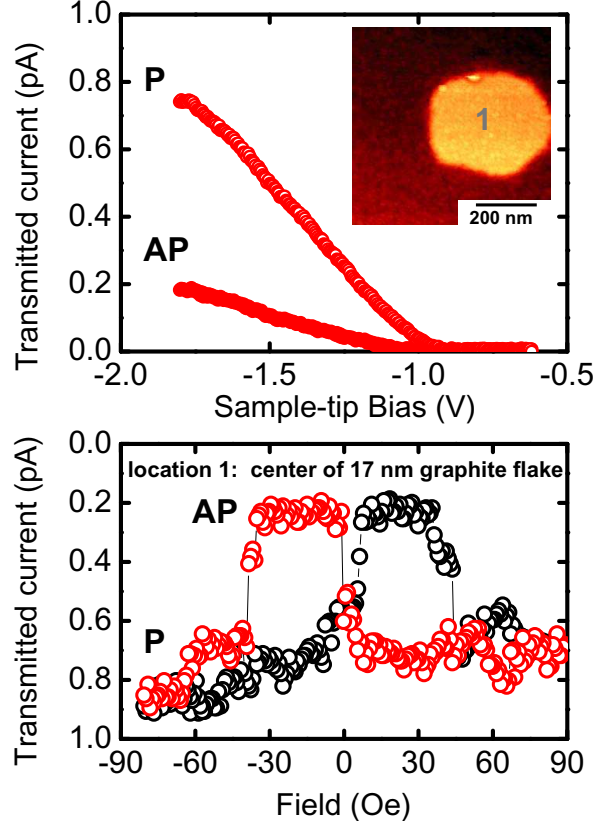 1.0
0.8
0.6
0.4
0.2
0.0
Transmitted current (pA)
P
AP
1
200 nm
-2.0 -1.5 -1.0 -0.5
Sample-tip Bias (V)
0.0
0.2
0.4
0.6
0.8
1.0
Transmitted current (pA)
location 1: center of 17 nm graphite flake
AP
P
-90 -60 -30 0 30 60 90
Field (Oe)